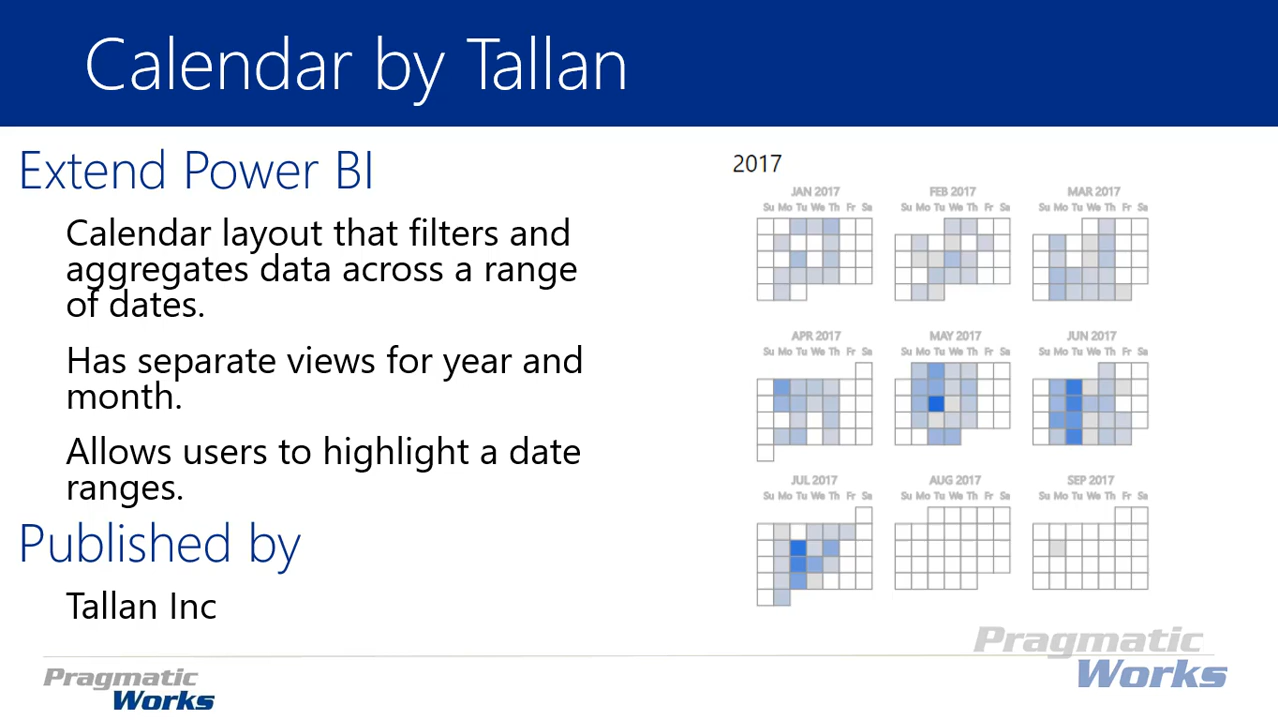 Calendar by Tallan
Extend Power BI
Calendar layout that filters and
aggregates data across a range
of dates.
Has separate views for year and
month.
Allows users to highlight a date
ranges.
Published by
Tallan Inc
2017
JAN 2017 FEB 2017 MAR 2017
Su Mo Tu We Th Fr Sa Su Mo Tu We Th Fr Sa Su Mo Tu We Th Fr Sa
APR 2017 MAY 2017 JUN 2017
Su Mo Tu We Th Fr Sa Su Mo Tu We Th Fr Sa Su Mo Tu We Th Fr Sa
JUL 2017 AUG 2017 SEP 2017
Su Mo Tu We Th Fr Sa Su Mo Tu We Th Fr Sa Su Mo Tu We Th Fr Sa
Pragmatic
Works
Pragmatic
Works